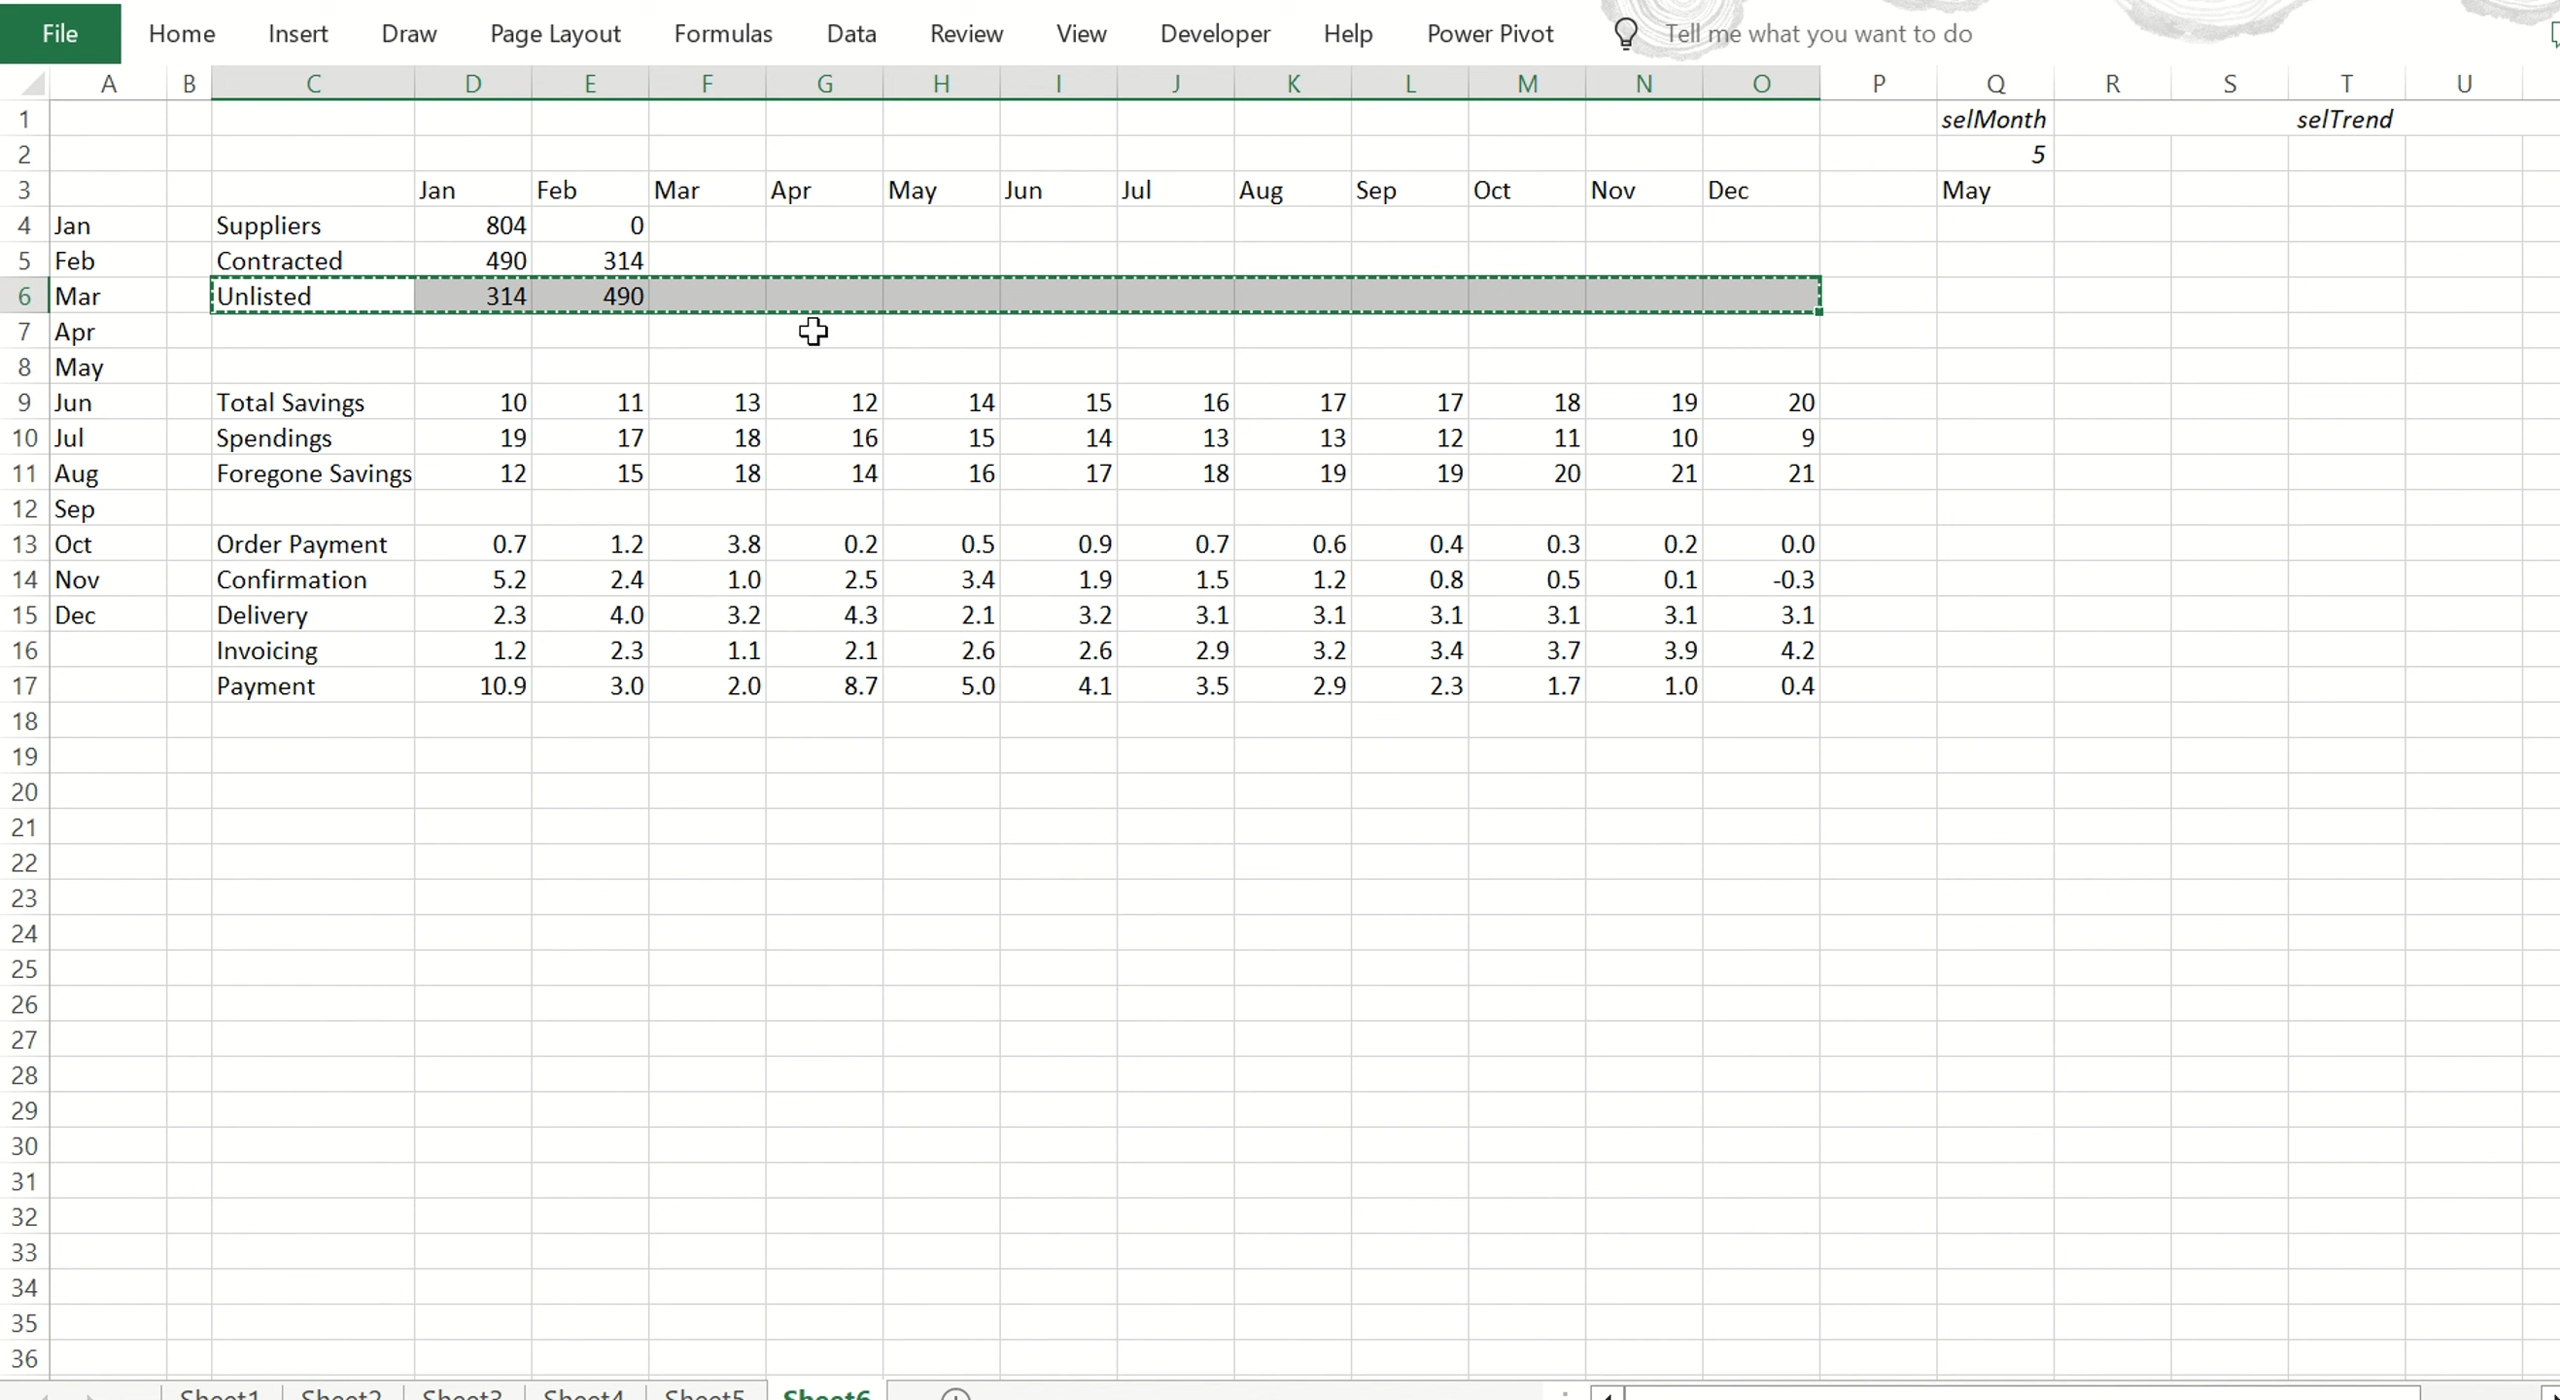 File Home Insert Draw Page Layout Formulas Data Review View Developer Help Power Pivot Tell me what you want to do
A B C D E F G H I J K L M N O P Q R S T U
1 selMonth selTrend
2 5
3 Jan Feb Mar Apr May Jun Jul Aug Sep Oct Nov Dec May
4 Jan Suppliers 804 0
5 Feb Contracted 490 314
6 Mar Unlisted 314 490
7 Apr
8 May
9 Jun Total Savings 10 11 13 12 14 15 16 17 17 18 19 20
10 Jul Spendings 19 17 18 16 15 14 13 13 12 11 10 9
11 Aug Foregone Savings 12 15 18 14 16 17 18 19 19 20 21 21
12 Sep
13 Oct Order Payment 0.7 1.2 3.8 0.2 0.5 0.9 0.7 0.6 0.4 0.3 0.2 0.0
14 Nov Confirmation 5.2 2.4 1.0 2.5 3.4 1.9 1.5 1.2 0.8 0.5 0.1 -0.3
15 Dec Delivery 2.3 4.0 3.2 4.3 2.1 3.2 3.1 3.1 3.1 3.1 3.1 3.1
16 Invoicing 1.2 2.3 1.1 2.1 2.6 2.6 2.9 3.2 3.4 3.7 3.9 4.2
17 Payment 10.9 3.0 2.0 8.7 5.0 4.1 3.5 2.9 2.3 1.7 1.0 0.4
18
19
20
21
22
23
24
25
26
27
28
29
30
31
32
33
34
35
36
Sheet1 Sheet2 Sheet3 Sheet4 Sheet5 Sheet6